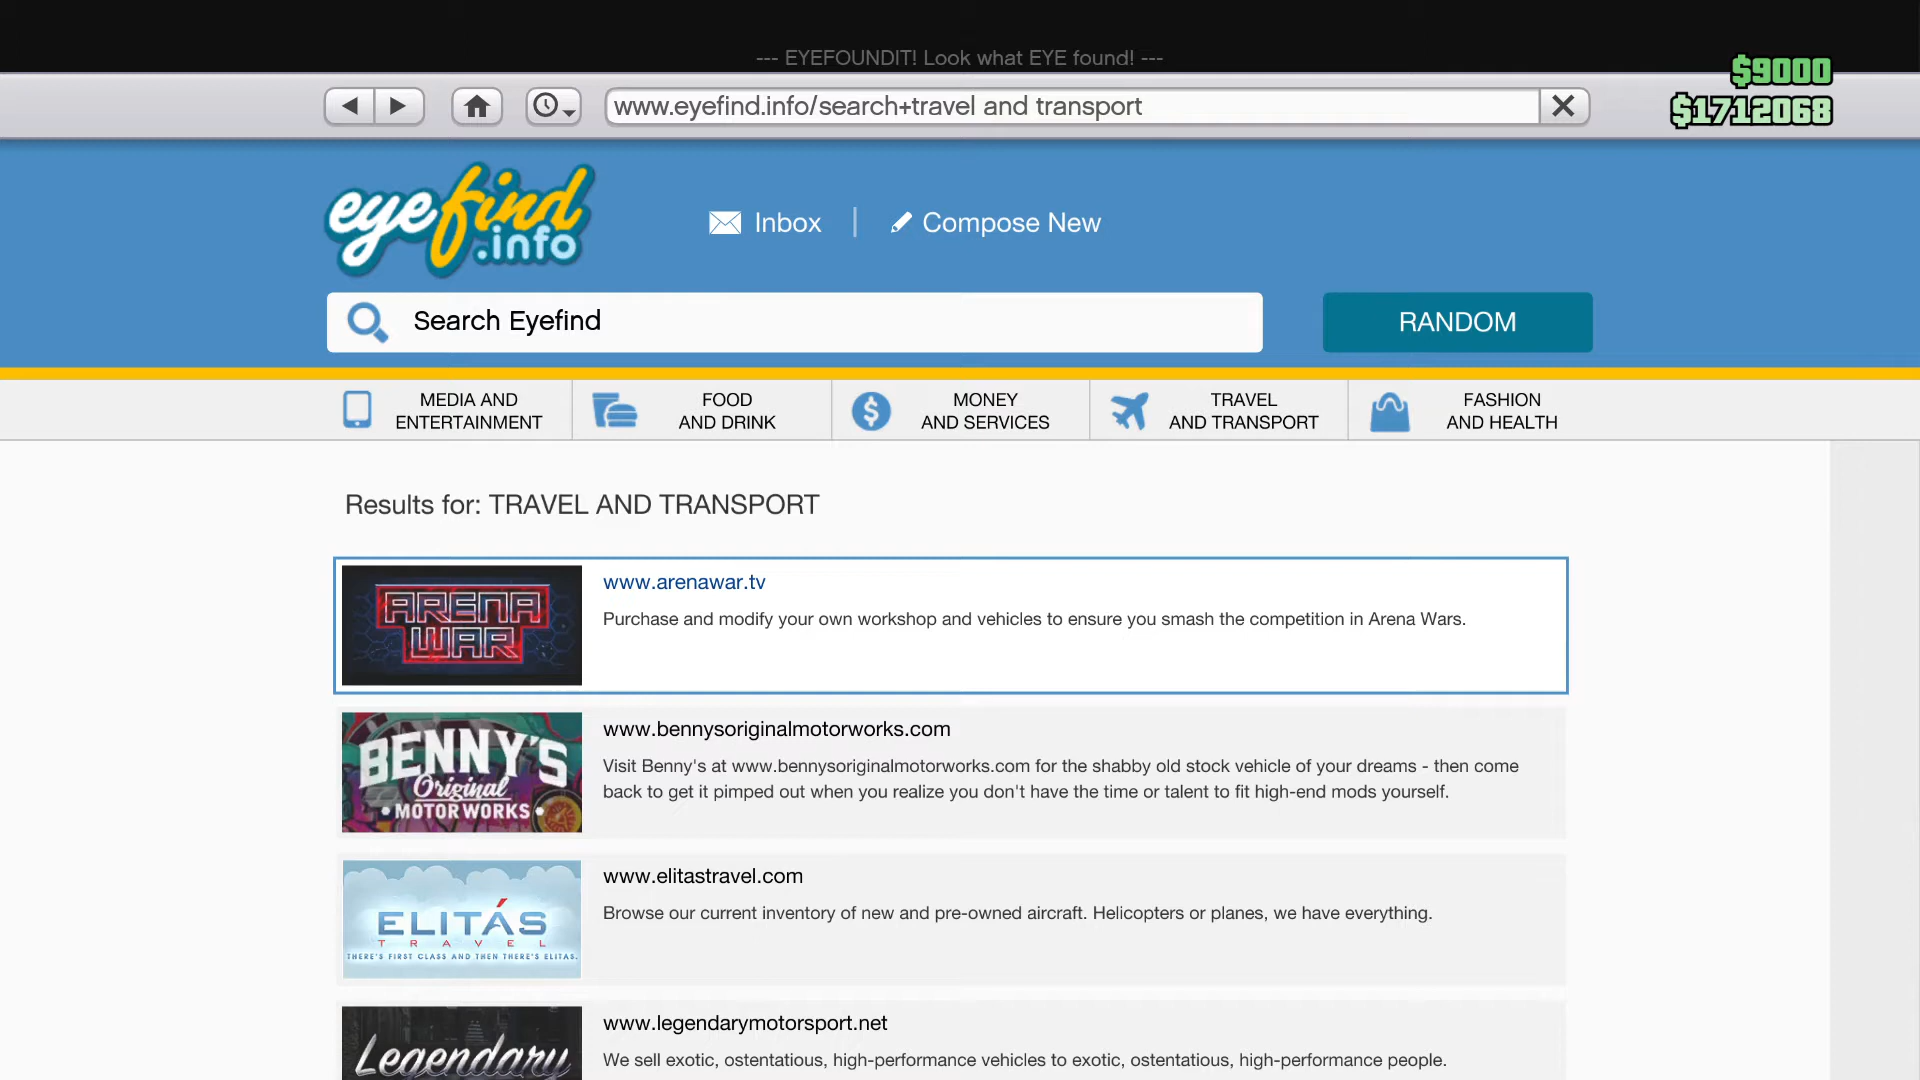 --- EYEFOUNDIT! Look what EYE found! ---
$9000
www.eyefind.info/search+travel and transport
$1712068
eyefind
.info
Inbox
Compose New
Search Eyefind
RANDOM
MEDIA AND
ENTERTAINMENT
FOOD
AND DRINK
MONEY
AND SERVICES
TRAVEL
AND TRANSPORT
FASHION
AND HEALTH
Results for: TRAVEL AND TRANSPORT
ARENA
WAR
www.arenawar.tv
Purchase and modify your own workshop and vehicles to ensure you smash the competition in Arena Wars.
BENNY'S
Original
MOTOR WORKS
www.bennysoriginalmotorworks.com
Visit Benny's at www.bennysoriginalmotorworks.com for the shabby old stock vehicle of your dreams - then come
back to get it pimped out when you realize you don't have the time or talent to fit high-end mods yourself.
ELITÁS
TRAVEL
THERE'S FIRST CLASS AND THEN THERE'S ELITAS.
www.elitastravel.com
Browse our current inventory of new and pre-owned aircraft. Helicopters or planes, we have everything.
Legendary
www.legendarymotorsport.net
We sell exotic, ostentatious, high-performance vehicles to exotic, ostentatious, high-performance people.